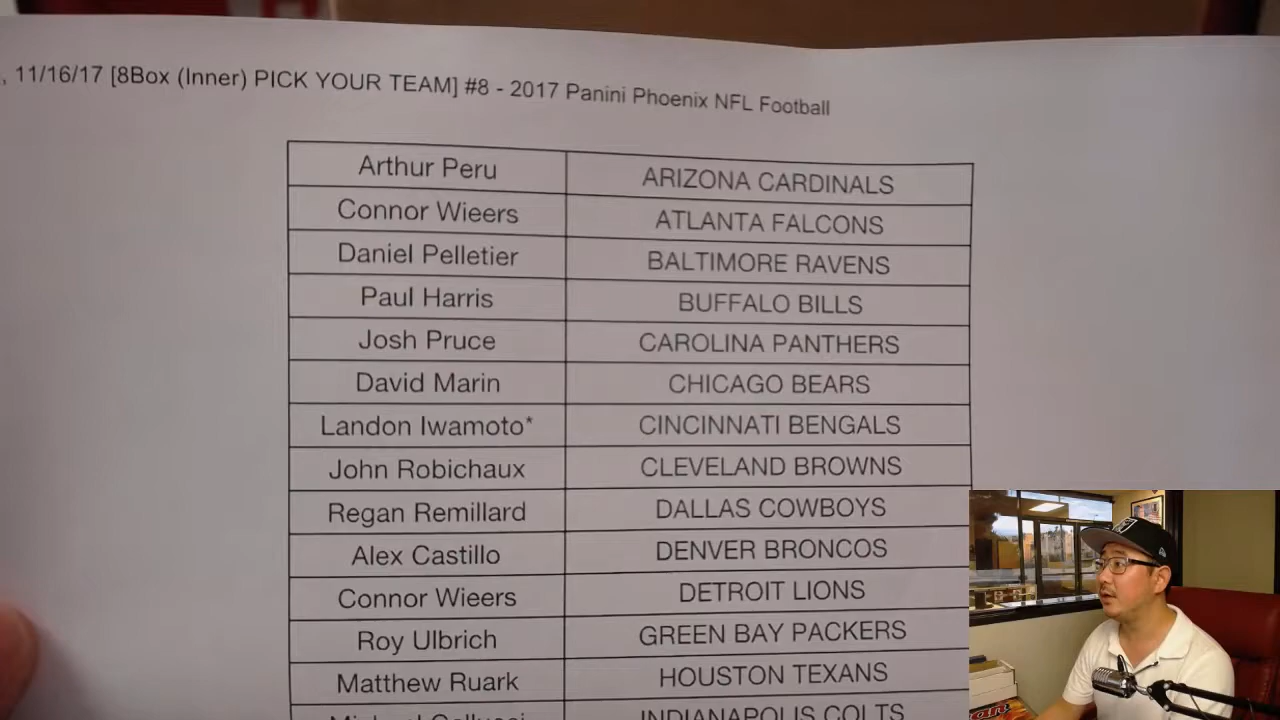 , 11/16/17 [8Box (Inner) PICK YOUR TEAM] #8 - 2017 Panini Phoenix NFL Football
Arthur Peru ARIZONA CARDINALS
Connor Wieers ATLANTA FALCONS
Daniel Pelletier BALTIMORE RAVENS
Paul Harris BUFFALO BILLS
Josh Pruce CAROLINA PANTHERS
David Marin CHICAGO BEARS
Landon Iwamoto* CINCINNATI BENGALS
John Robichaux CLEVELAND BROWNS
Regan Remillard DALLAS COWBOYS
Alex Castillo DENVER BRONCOS
Connor Wieers DETROIT LIONS
Roy Ulbrich GREEN BAY PACKERS
Matthew Ruark HOUSTON TEXANS
INDIANAPOLIS COLTS